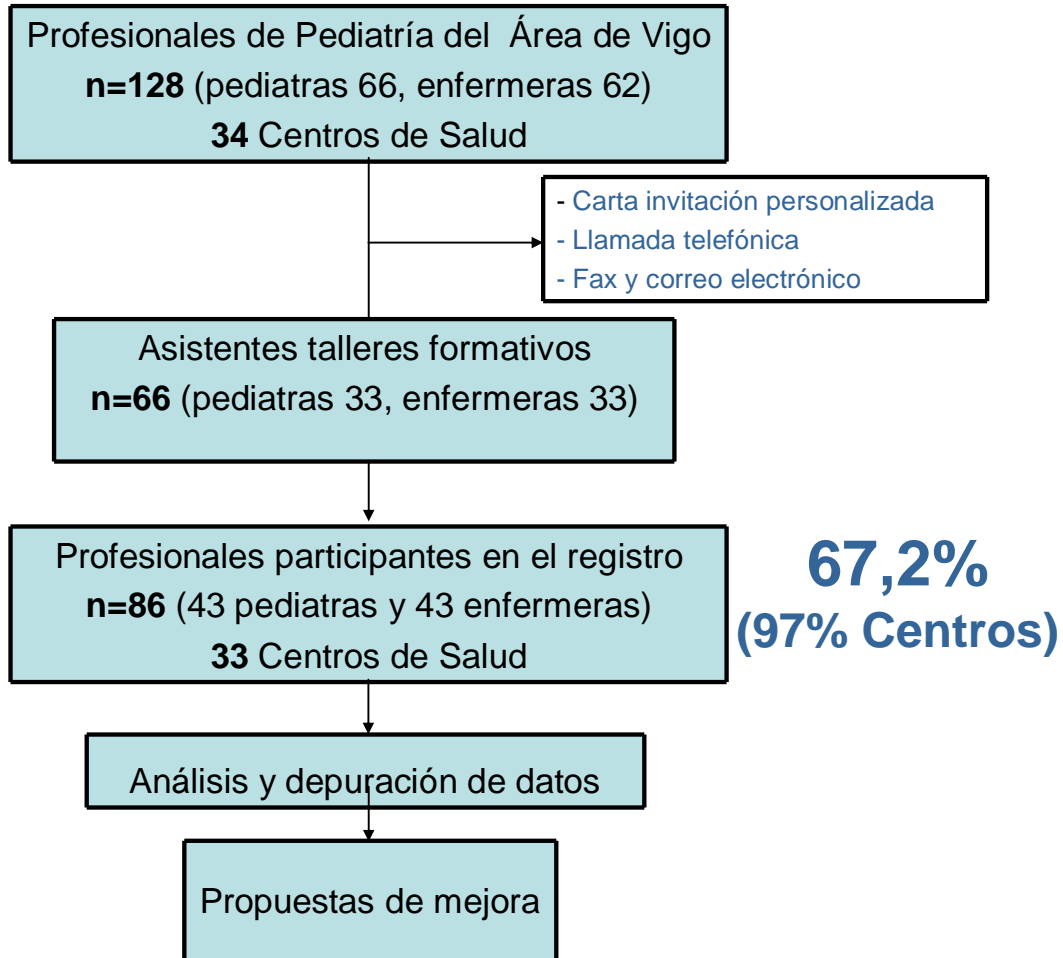 Profesionales de Pediatría del Área de Vigo
n=128 (pediatras 66, enfermeras 62)
34 Centros de Salud
- Carta invitación personalizada
- Llamada telefónica
- Fax y correo electrónico
Asistentes talleres formativos
n=66 (pediatras 33, enfermeras 33)
Profesionales participantes en el registro
n=86 (43 pediatras y 43 enfermeras)
33 Centros de Salud
67,2%
(97% Centros)
Análisis y depuración de datos
Propuestas de mejora